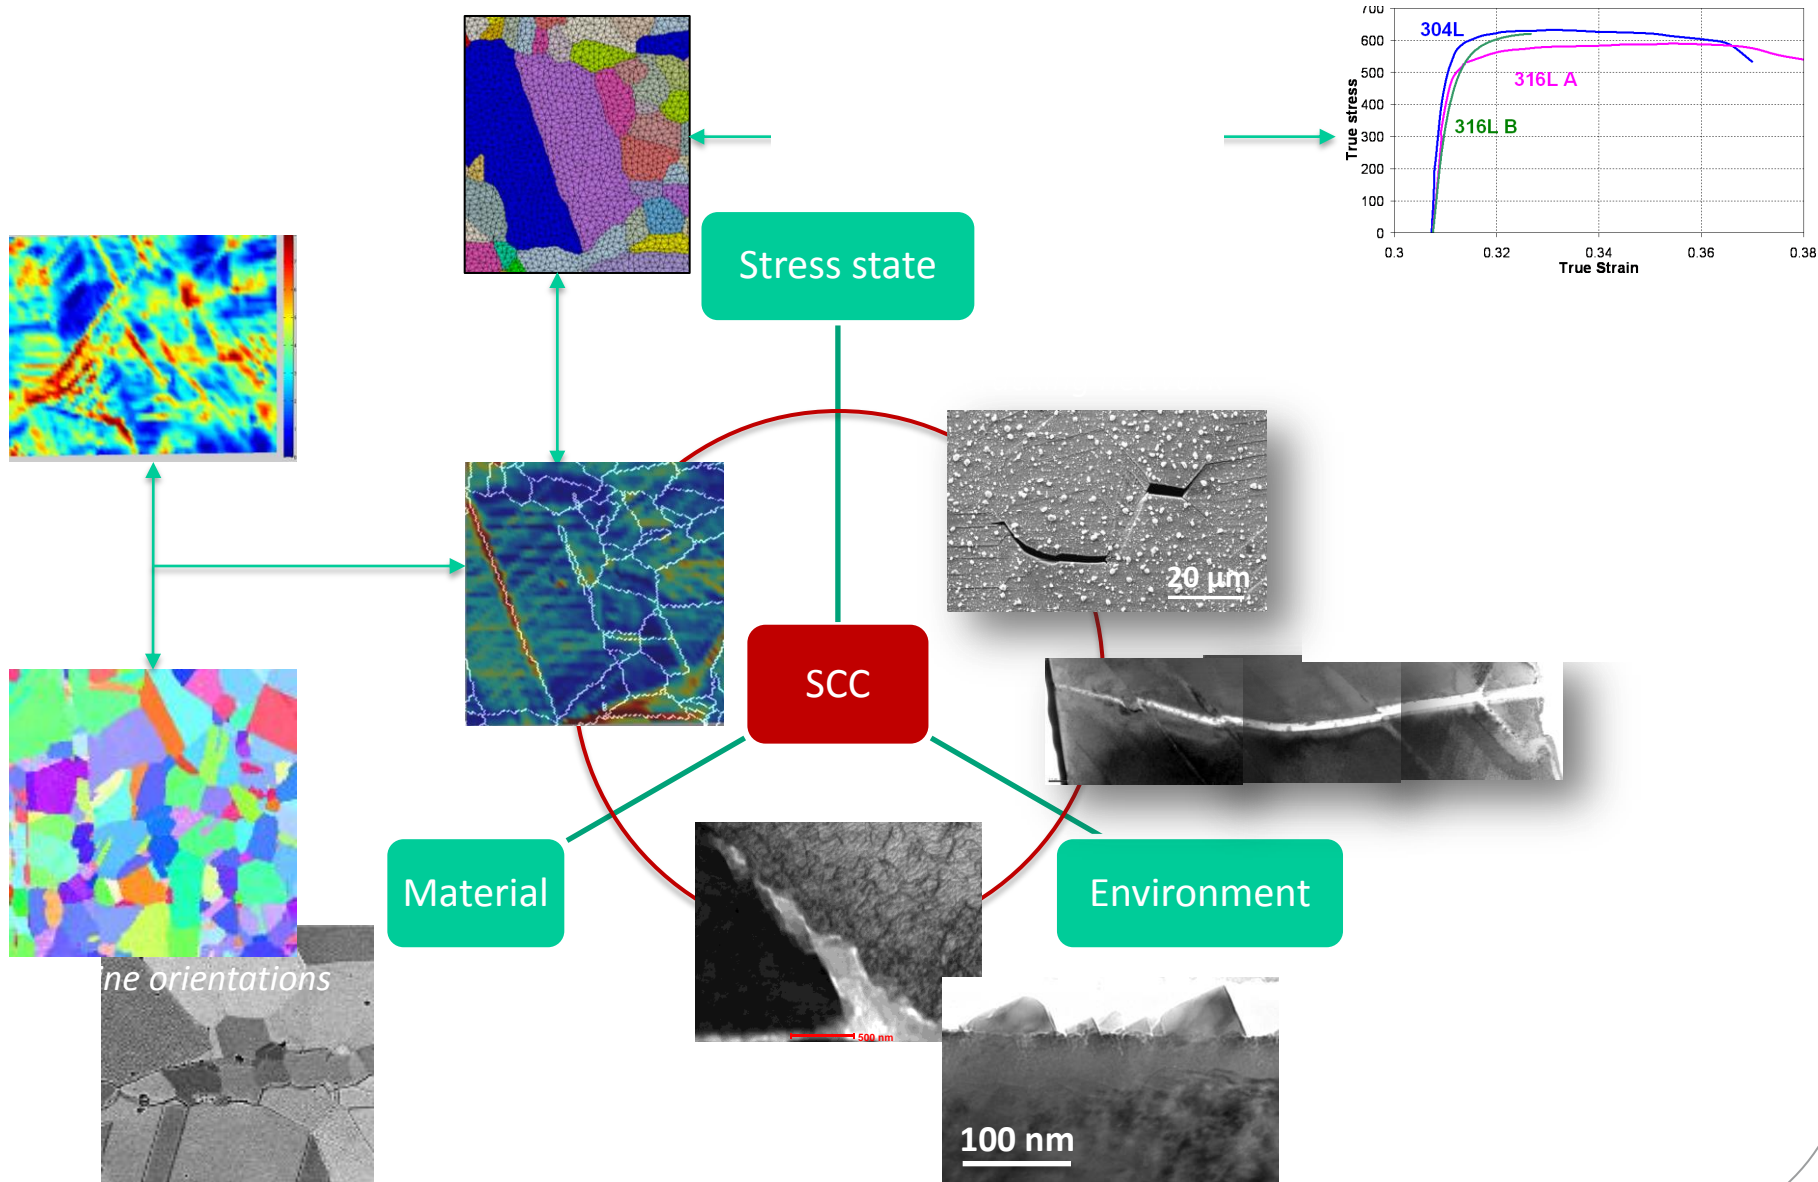 700
304L
600
500
316L A
400
300
316L B
200
100
0
0.3
0.32
0.34
0.36
0.38
True stress
True Strain
Stress state
20 µm
SCC
Material
Environment
ine orientations
500 nm
100 nm